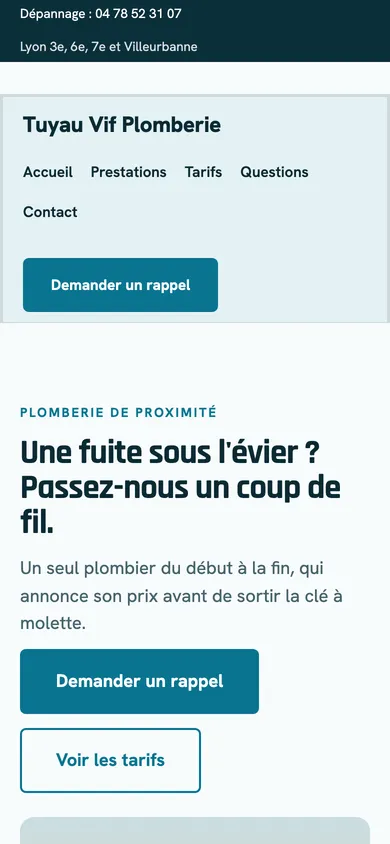 Dépannage : 04 78 52 31 07
Lyon 3e, 6e, 7e et Villeurbanne
Tuyau Vif Plomberie
Accueil Prestations Tarifs Questions
Contact
Demander un rappel
PLOMBERIE DE PROXIMITÉ
Une fuite sous l'évier ?
Passez-nous un coup de
fil.
Un seul plombier du début à la fin, qui
annonce son prix avant de sortir la clé à
molette.
Demander un rappel
Voir les tarifs